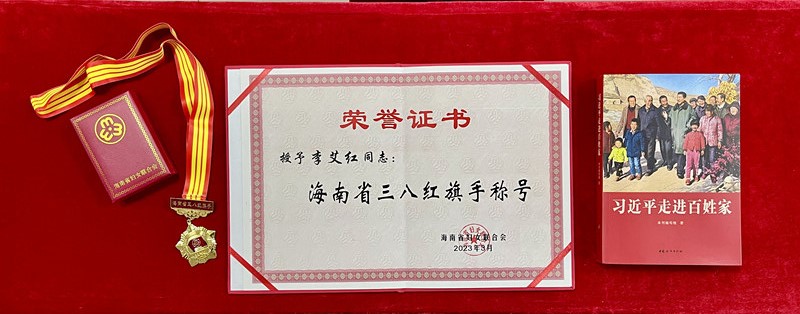 海南省妇女联合会
海南省三八红旗手
荣誉证书
授予李艾红同志：
海南省三八红旗手称号
海南省妇女联合会
2023年3月
习近平走进百姓家